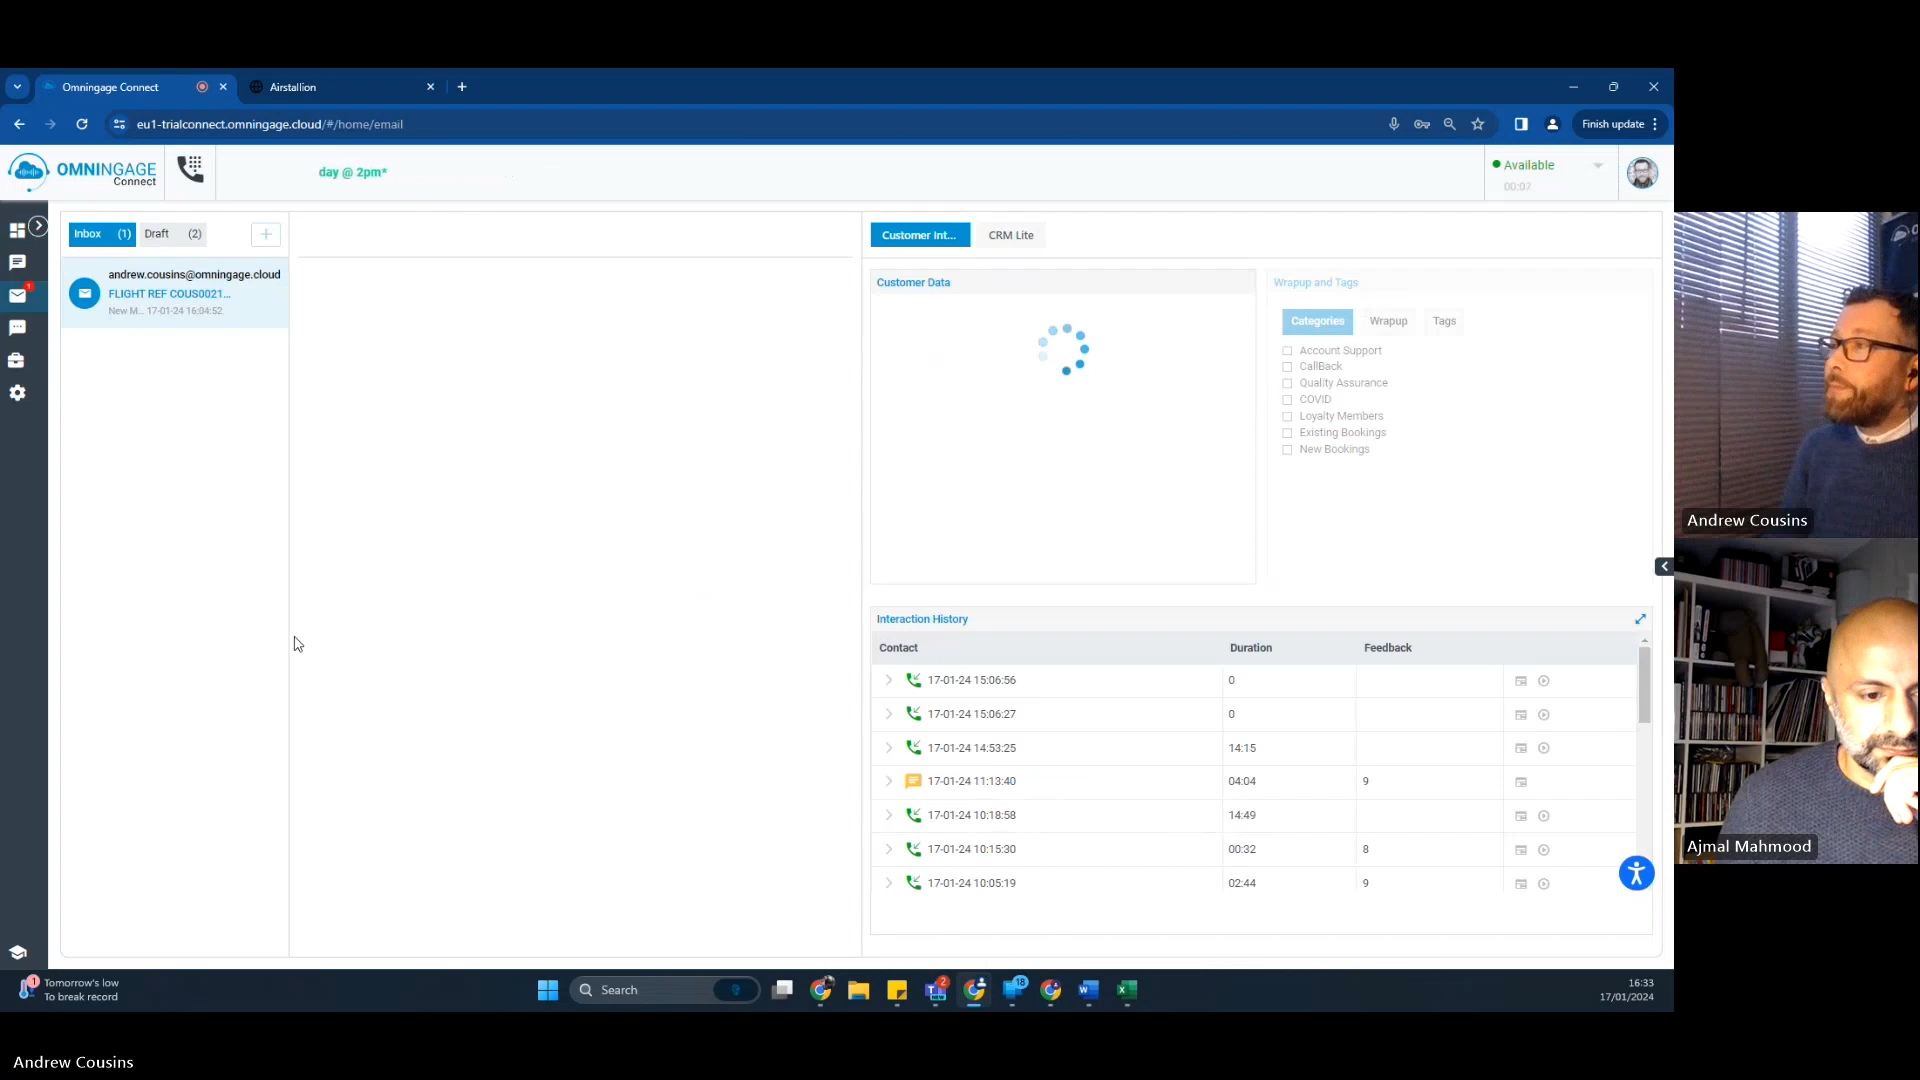 Omningage Connect
Airstallion
eu1-trialconnect.omningage.cloud/#/home/email
Finish update
OMNINGAGE
Connect
day @ 2pm*
Available
00:07
Inbox (1)
Draft (2)
andrew.cousins@omningage.cloud
FLIGHT REF COUS0021...
New M... 17-01-24 16:04:52
1
Customer Int...
CRM Lite
Customer Data
Wrapup and Tags
Categories
Wrapup
Tags
Account Support
CallBack
Quality Assurance
COVID
Loyalty Members
Existing Bookings
New Bookings
Interaction History
Contact Duration Feedback
17-01-24 15:06:56 0
17-01-24 15:06:27 0
17-01-24 14:53:25 14:15
17-01-24 11:13:40 04:04 9
17-01-24 10:18:58 14:49
17-01-24 10:15:30 00:32 8
17-01-24 10:05:19 02:44 9
Andrew Cousins
Ajmal Mahmood
1
Tomorrow's low
To break record
Search
2
18
16:33
17/01/2024
Andrew Cousins